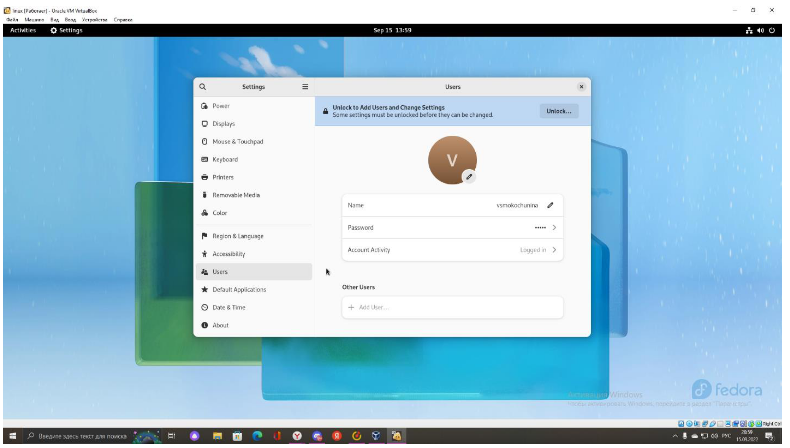 linux [Работает] - Oracle VM VirtualBox
Файл Машина Вид Ввод Устройства Справка
Activities Settings Sep 15 13:59
Settings Users
Unlock to Add Users and Change Settings
Some settings must be unlocked before they can be changed.
Unlock...
Power
Displays
Mouse & Touchpad
Keyboard
Printers
Removable Media
Color
Region & Language
Accessibility
Users
Default Applications
Date & Time
About
V
Name vsmokochunina
Password •••••
Account Activity Logged in
Other Users
+ Add User...
fedora
Windows
Right Ctrl
Введите здесь текст для поиска
РУС
20:59
15.09.2022